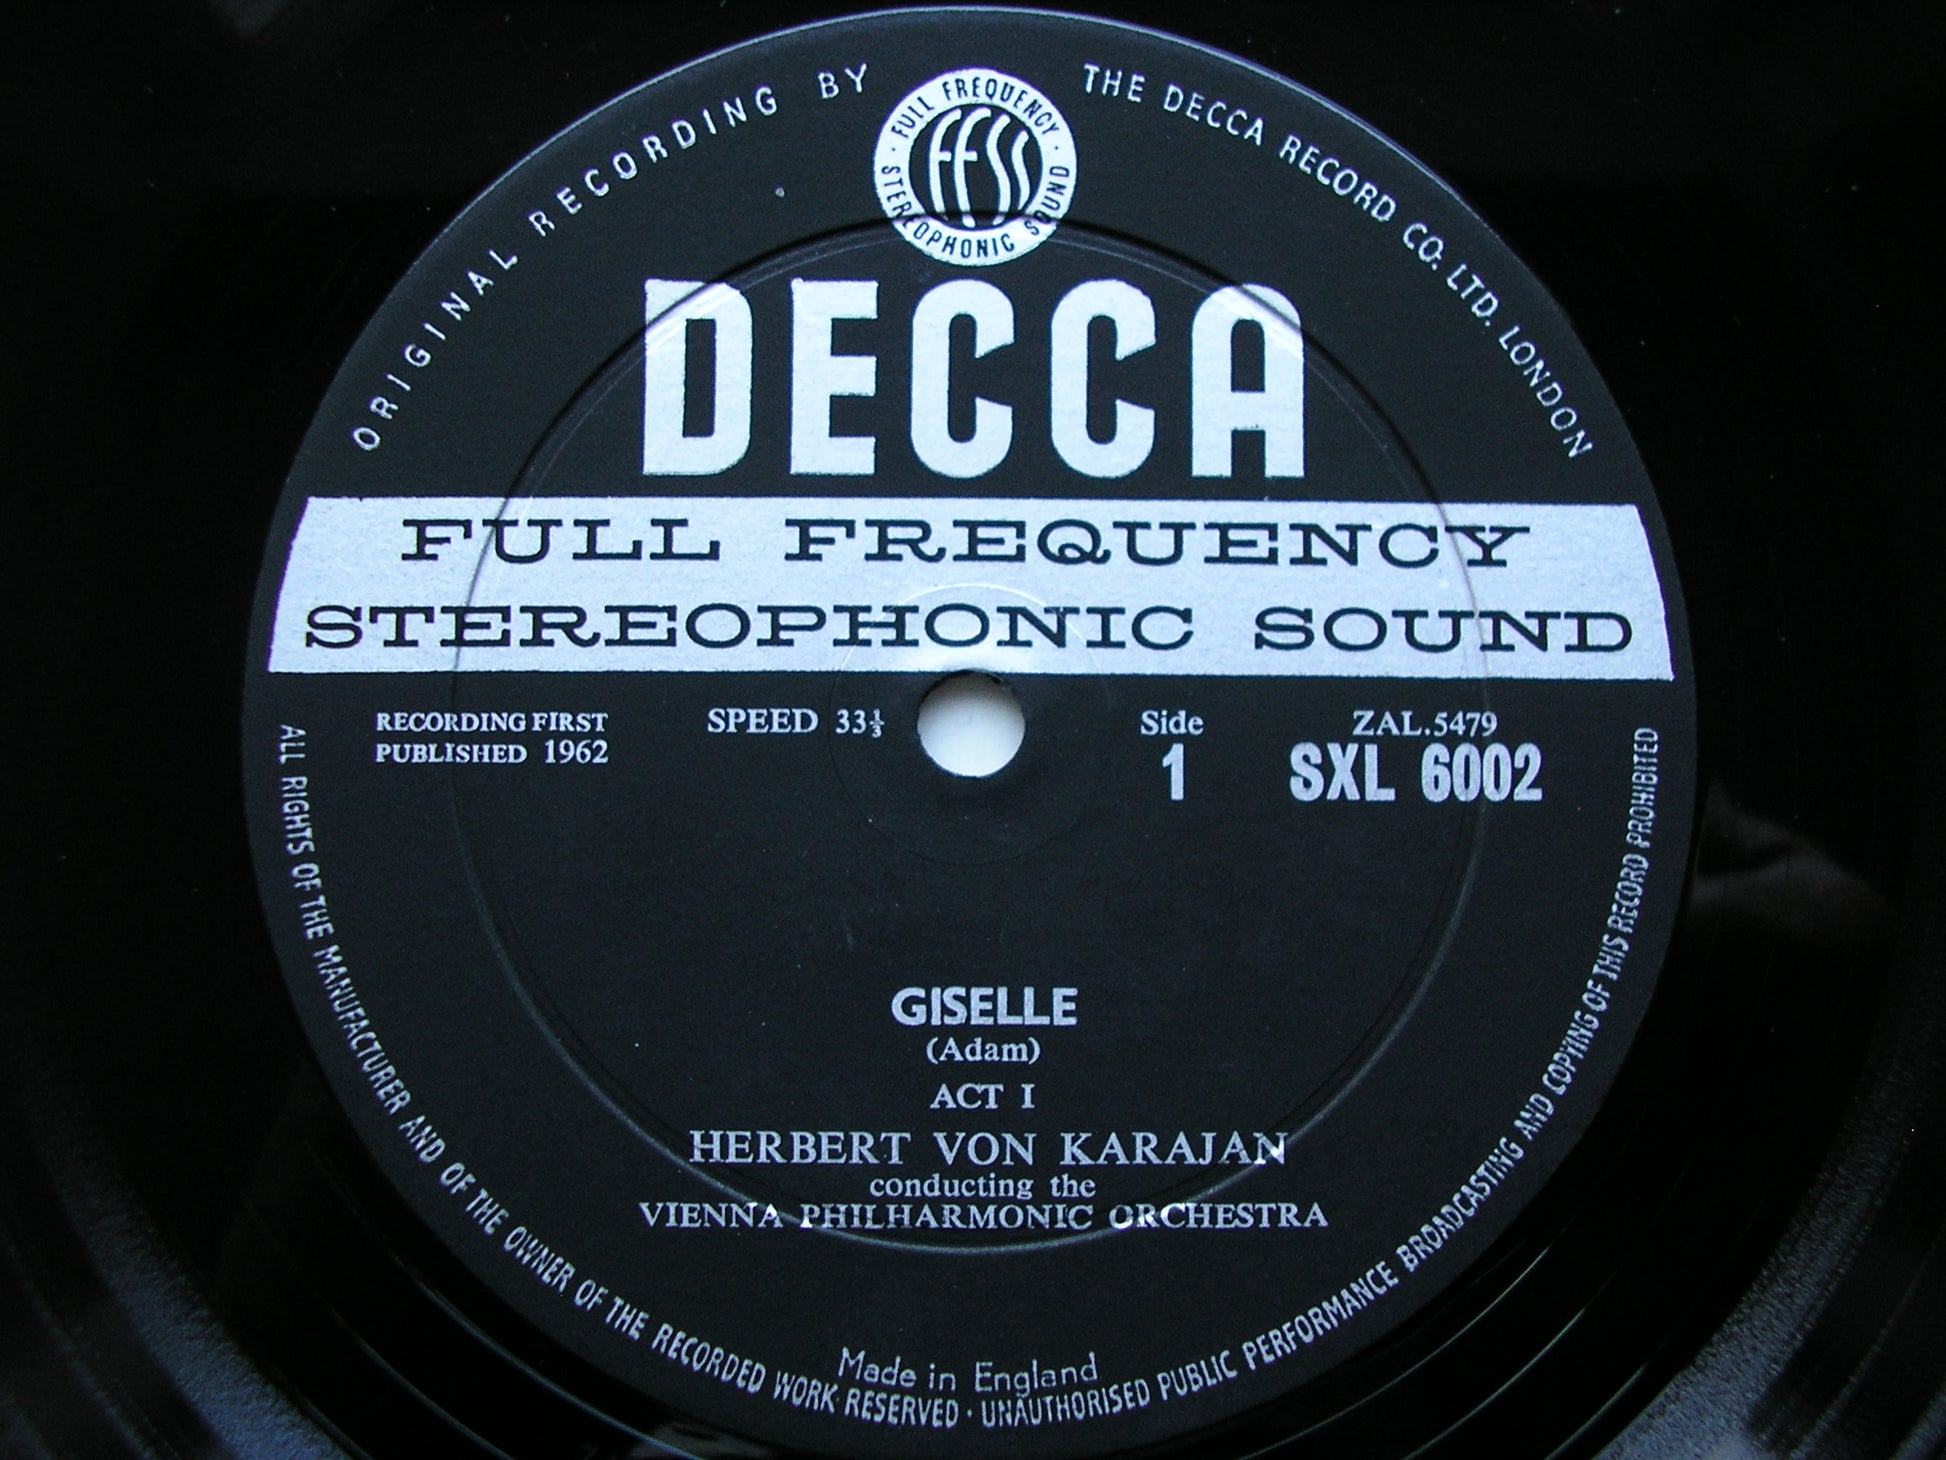 ORIGINAL RECORDING BY THE DECCA RECORD CO. LTD. LONDON
· FULL FREQUENCY · STEREOPHONIC SOUND
FFSS
DECCA
FULL FREQUENCY
STEREOPHONIC SOUND
RECORDING FIRST
PUBLISHED 1962
SPEED 33⅓
Side
1
ZAL.5479
SXL 6002
GISELLE
(Adam)
ACT I
HERBERT VON KARAJAN
conducting the
VIENNA PHILHARMONIC ORCHESTRA
Made in England
ALL RIGHTS OF THE MANUFACTURER AND OF THE OWNER OF THE RECORDED WORK RESERVED · UNAUTHORISED PUBLIC PERFORMANCE BROADCASTING AND COPYING OF THIS RECORD PROHIBITED